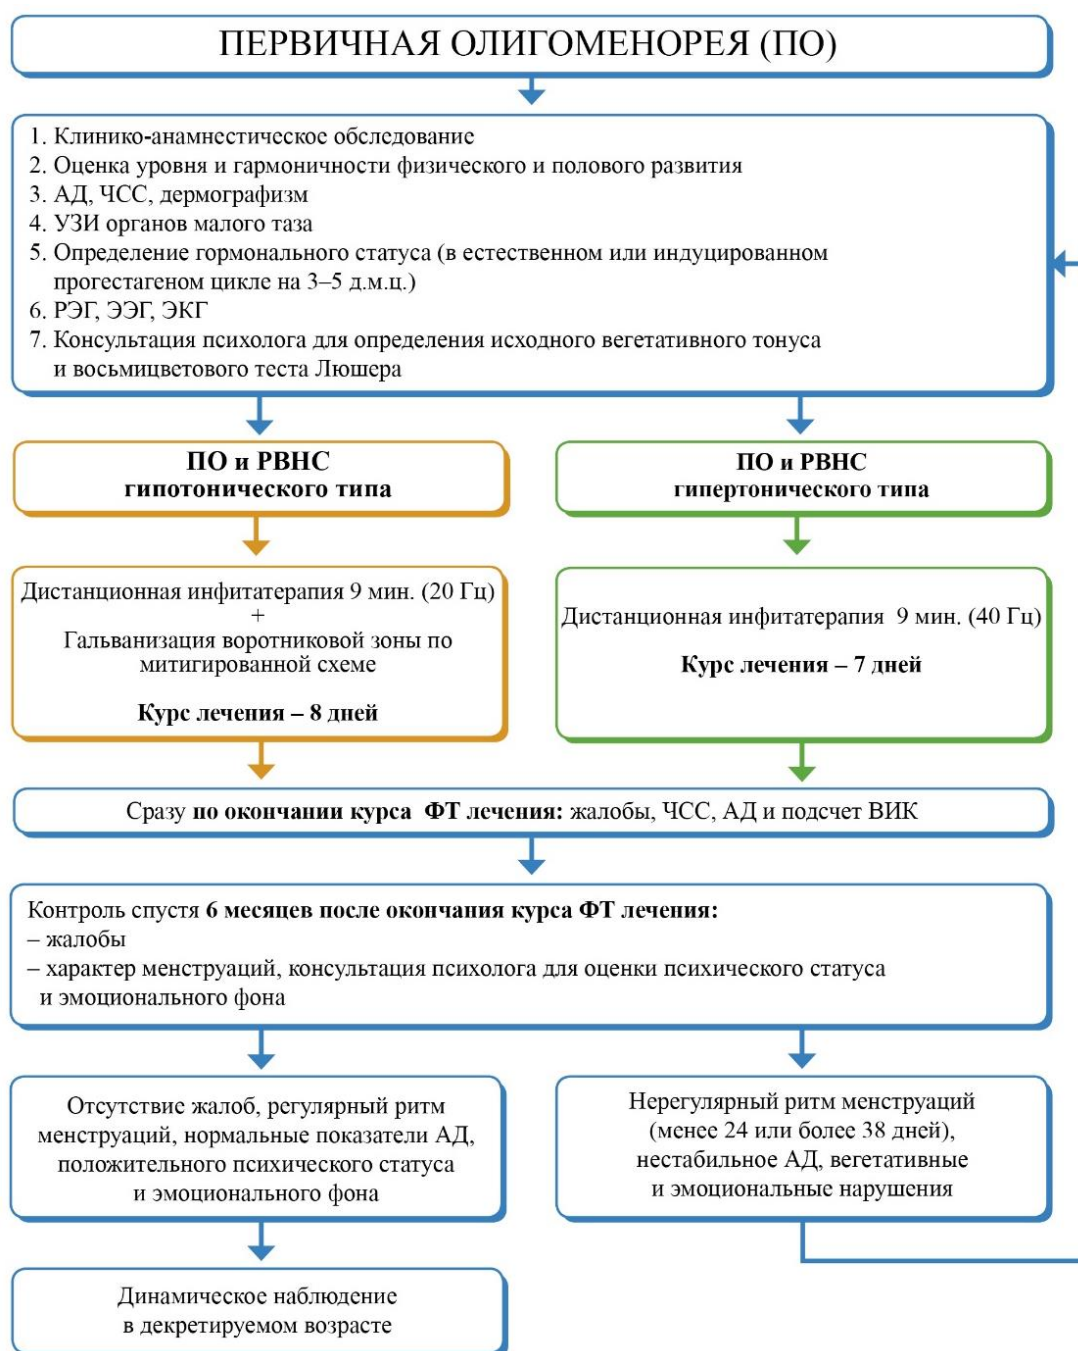 ПЕРВИЧНАЯ ОЛИГОМЕНОРЕЯ (ПО)
1. Клинико-анамнестическое обследование
2. Оценка уровня и гармоничности физического и полового развития
3. АД, ЧСС, дермографизм
4. УЗИ органов малого таза
5. Определение гормонального статуса (в естественном или индуцированном
прогестагеном цикле на 3–5 д.м.ц.)
6. РЭГ, ЭЭГ, ЭКГ
7. Консультация психолога для определения исходного вегетативного тонуса
и восьмицветового теста Люшера
ПО и РВНС
гипотонического типа
ПО и РВНС
гипертонического типа
Дистанционная инфитатерапия 9 мин. (20 Гц)
+
Гальванизация воротниковой зоны по
митигированной схеме
Курс лечения – 8 дней
Дистанционная инфитатерапия 9 мин. (40 Гц)
Курс лечения – 7 дней
Сразу по окончании курса ФТ лечения: жалобы, ЧСС, АД и подсчет ВИК
Контроль спустя 6 месяцев после окончания курса ФТ лечения:
– жалобы
– характер менструаций, консультация психолога для оценки психического статуса
и эмоционального фона
Отсутствие жалоб, регулярный ритм
менструаций, нормальные показатели АД,
положительного психического статуса
и эмоционального фона
Нерегулярный ритм менструаций
(менее 24 или более 38 дней),
нестабильное АД, вегетативные
и эмоциональные нарушения
Динамическое наблюдение
в декретируемом возрасте